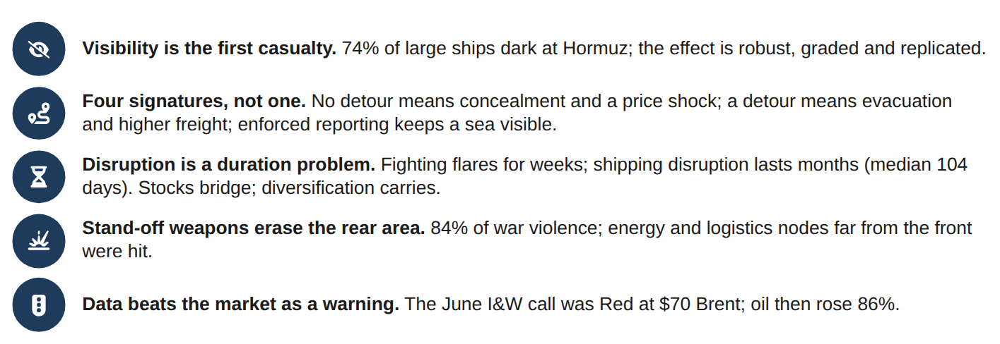 Visibility is the first casualty. 74% of large ships dark at Hormuz; the effect is robust, graded and replicated.
Four signatures, not one. No detour means concealment and a price shock; a detour means evacuation
and higher freight; enforced reporting keeps a sea visible.
Disruption is a duration problem. Fighting flares for weeks; shipping disruption lasts months (median 104
days). Stocks bridge; diversification carries.
Stand-off weapons erase the rear area. 84% of war violence; energy and logistics nodes far from the front
were hit.
Data beats the market as a warning. The June I&W call was Red at $70 Brent; oil then rose 86%.